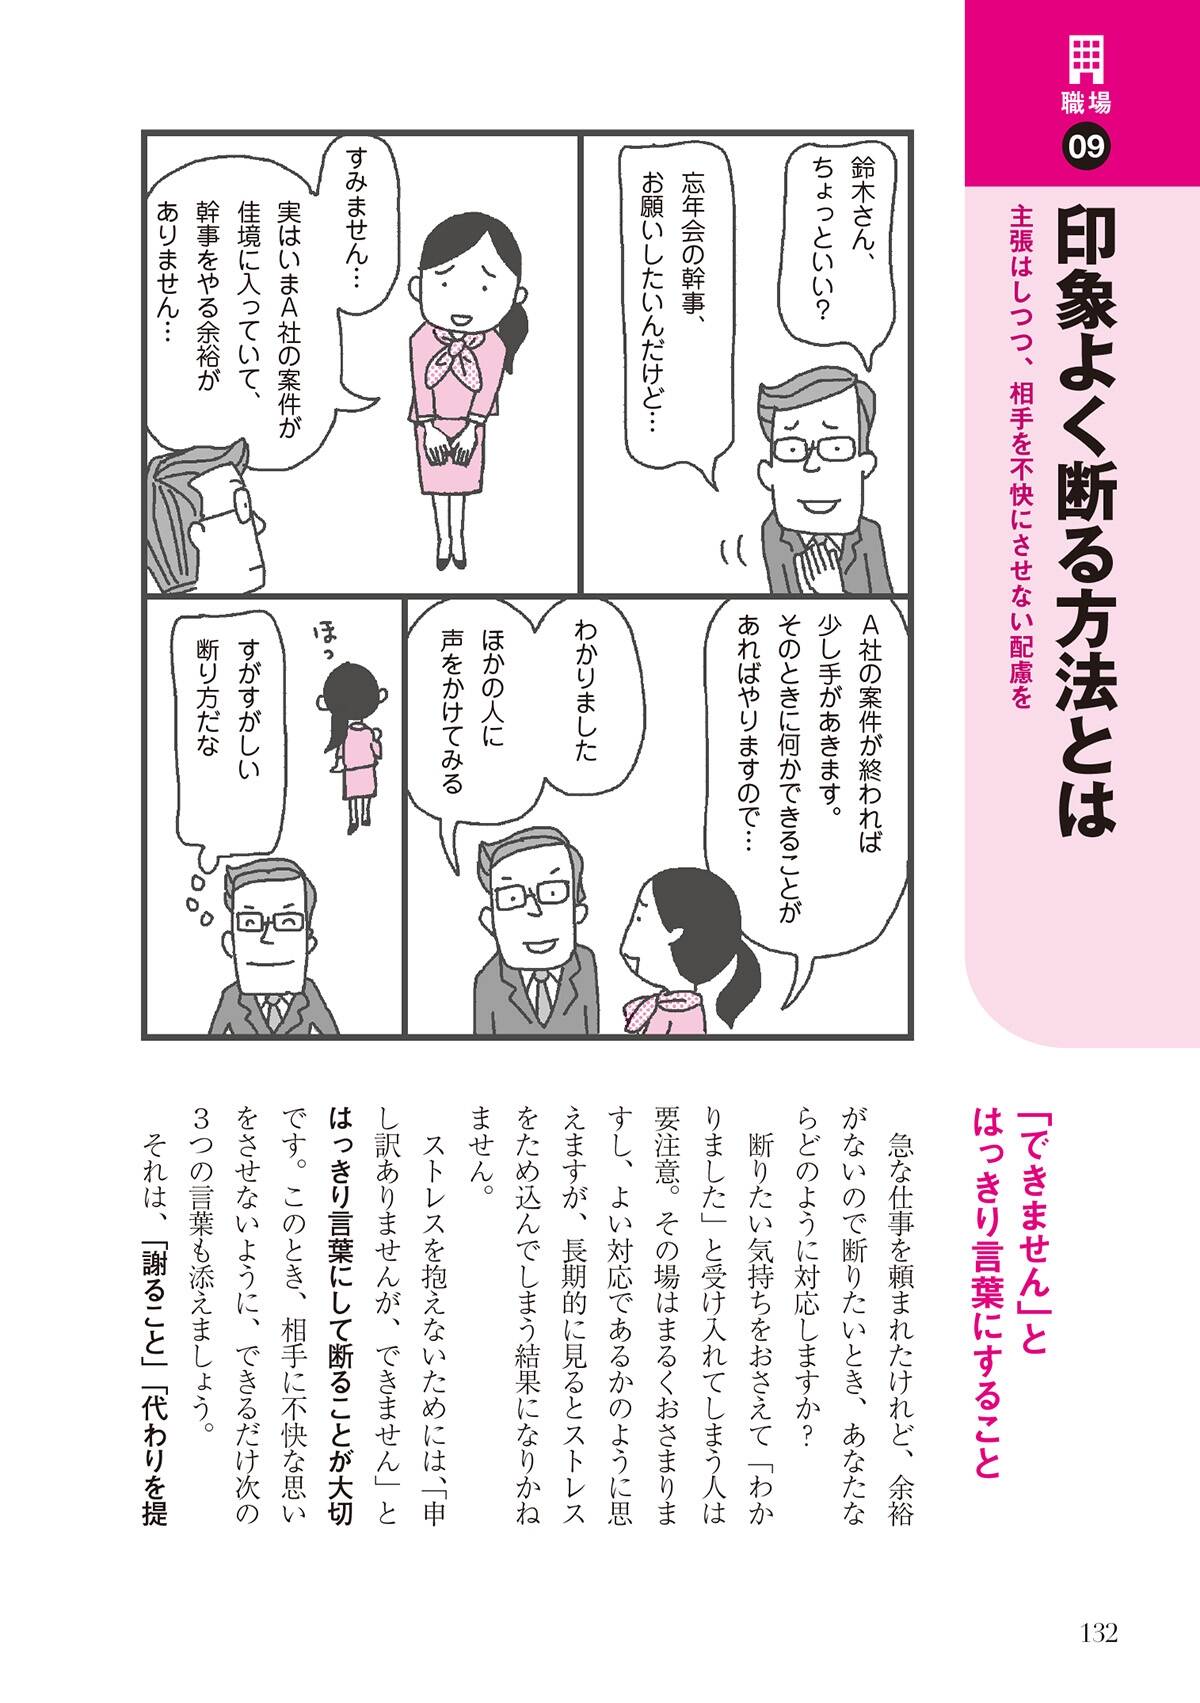 職場
09
印象よく断る方法とは
主張はしつつ、相手を不快にさせない配慮を
鈴木さん、
ちょっといい？
忘年会の幹事、
お願いしたいんだけど…
すみません…
実はいまA社の案件が
佳境に入っていて、
幹事をやる余裕が
ありません…
A社の案件が終われば
少し手があきます。
そのときに何かできることが
あればやりますので…
わかりました
ほかの人に
声をかけてみる
ほっ
すがすがしい
断り方だな
「できません」と
はっきり言葉にすること
急な仕事を頼まれたけれど、余裕
がないので断りたいとき、あなたな
らどのように対応しますか？
断りたい気持ちをおさえて「わか
りました」と受け入れてしまう人は
要注意。その場はまるくおさまりま
すし、よい対応であるかのように思
えますが、長期的に見るとストレス
をため込んでしまう結果になりかね
ません。
ストレスを抱えないためには、「申
し訳ありませんが、できません」と
はっきり言葉にして断ることが大切
です。このとき、相手に不快な思い
をさせないように、できるだけ次の
3つの言葉も添えましょう。
それは、「謝ること」「代わりを提
132